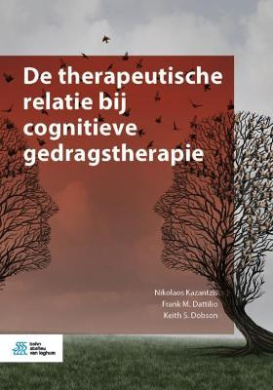 De therapeutische
relatie bij
cognitieve
gedragstherapie
Nikolaos Kazantzis
Frank M. Dattilio
Keith S. Dobson
bohn
stafleu
van loghum